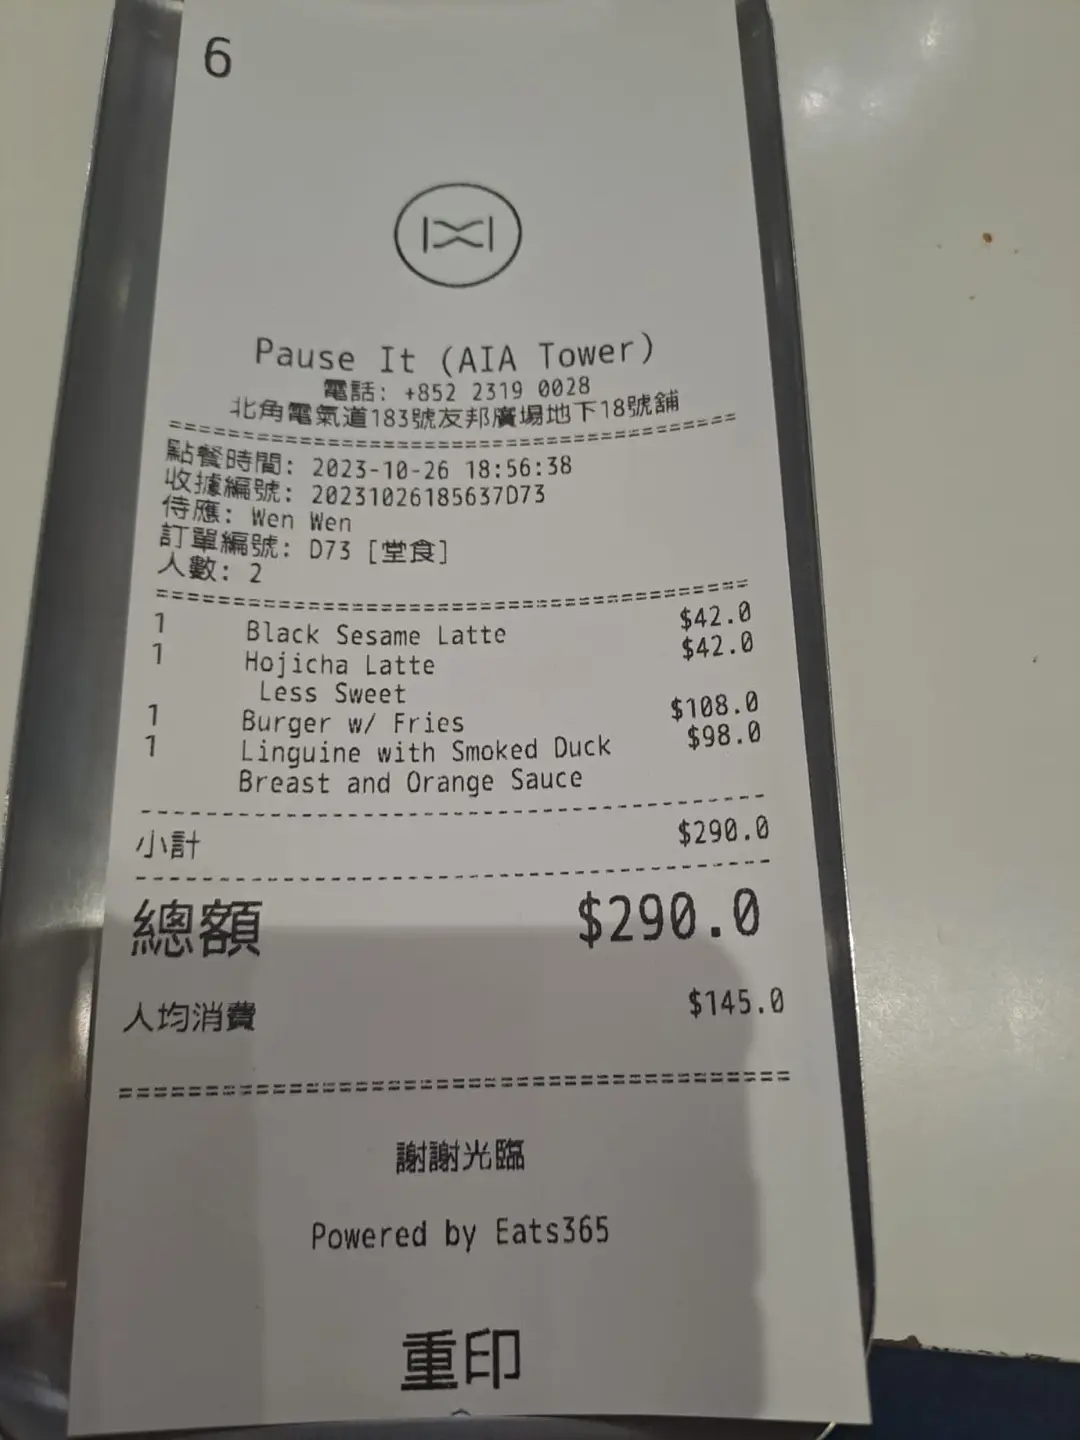 6
Pause It (AIA Tower)
電話: +852 2319 0028
北角電氣道183號友邦廣場地下18號舖
點餐時間: 2023-10-26 18:56:38
收據編號: 20231026185637D73
侍應: Wen Wen
訂單編號: D73 [堂食]
人數: 2
1 Black Sesame Latte $42.0
1 Hojicha Latte $42.0
Less Sweet
1 Burger w/ Fries $108.0
1 Linguine with Smoked Duck $98.0
Breast and Orange Sauce
小計 $290.0
總額 $290.0
人均消費 $145.0
謝謝光臨
Powered by Eats365
重印